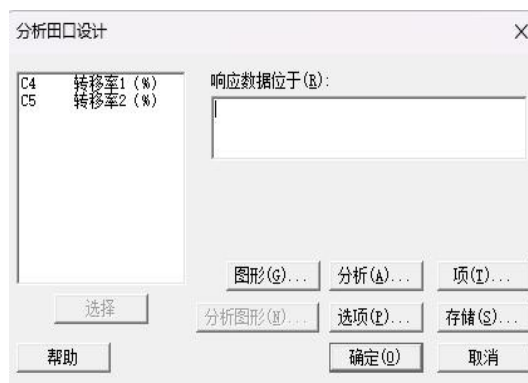 分析田口设计
C4 转移率1(%)
C5 转移率2(%)
响应数据位于(R):
图形(G)... 分析(A)... 项(T)...
选择 分析图形(N)... 选项(P)... 存储(S)...
帮助 确定(O) 取消